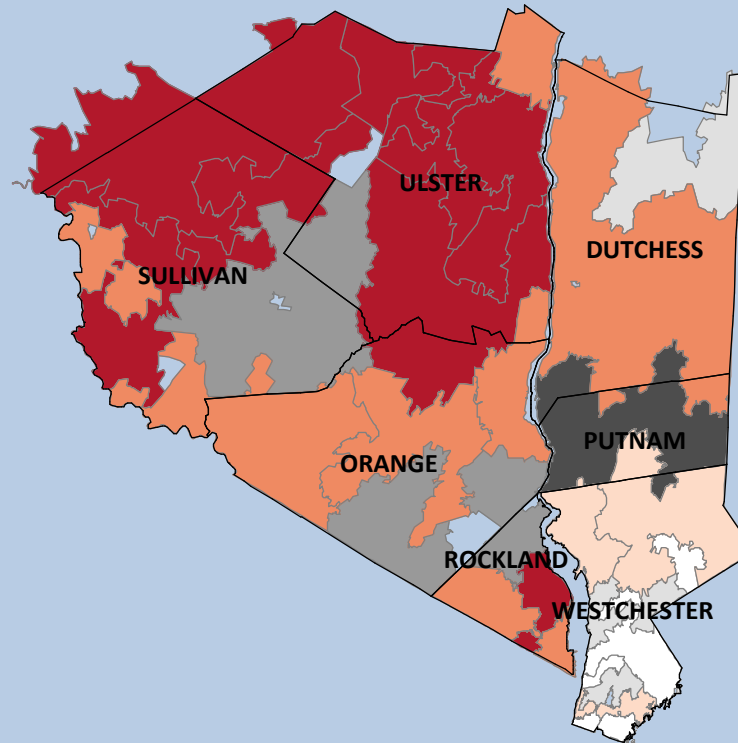 ULSTER
DUTCHESS
SULLIVAN
PUTNAM
ORANGE
ROCKLAND
WESTCHESTER